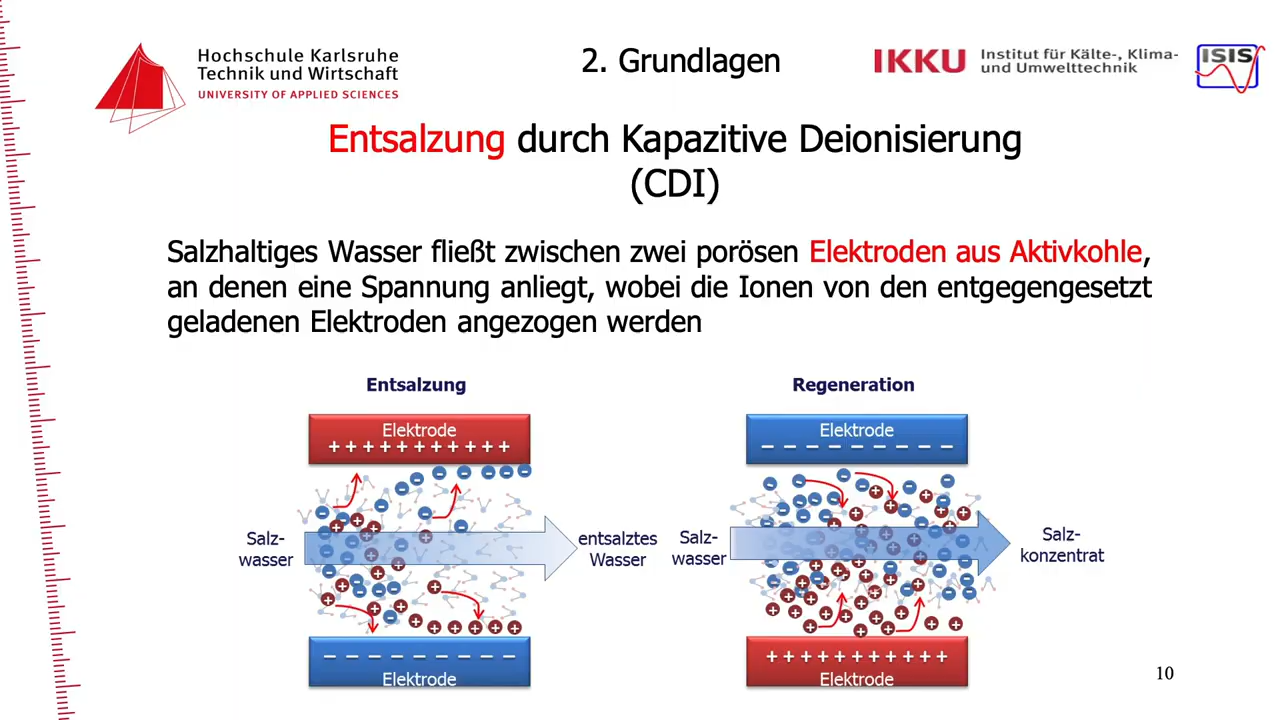 Hochschule Karlsruhe
Technik und Wirtschaft
UNIVERSITY OF APPLIED SCIENCES
2. Grundlagen
IKKU
Institut für Kälte-, Klima-
und Umwelttechnik
ISIS
Entsalzung durch Kapazitive Deionisierung
(CDI)
Salzhaltiges Wasser fließt zwischen zwei porösen Elektroden aus Aktivkohle,
an denen eine Spannung anliegt, wobei die Ionen von den entgegengesetzt
geladenen Elektroden angezogen werden
Entsalzung
Elektrode
+ + + + + + + + + + +
Salz-
wasser
entsalztes
Wasser
– – – – – – – – – –
Elektrode
Regeneration
Elektrode
– – – – – – – – – –
Salz-
wasser
Salz-
konzentrat
+ + + + + + + + + + +
Elektrode
10